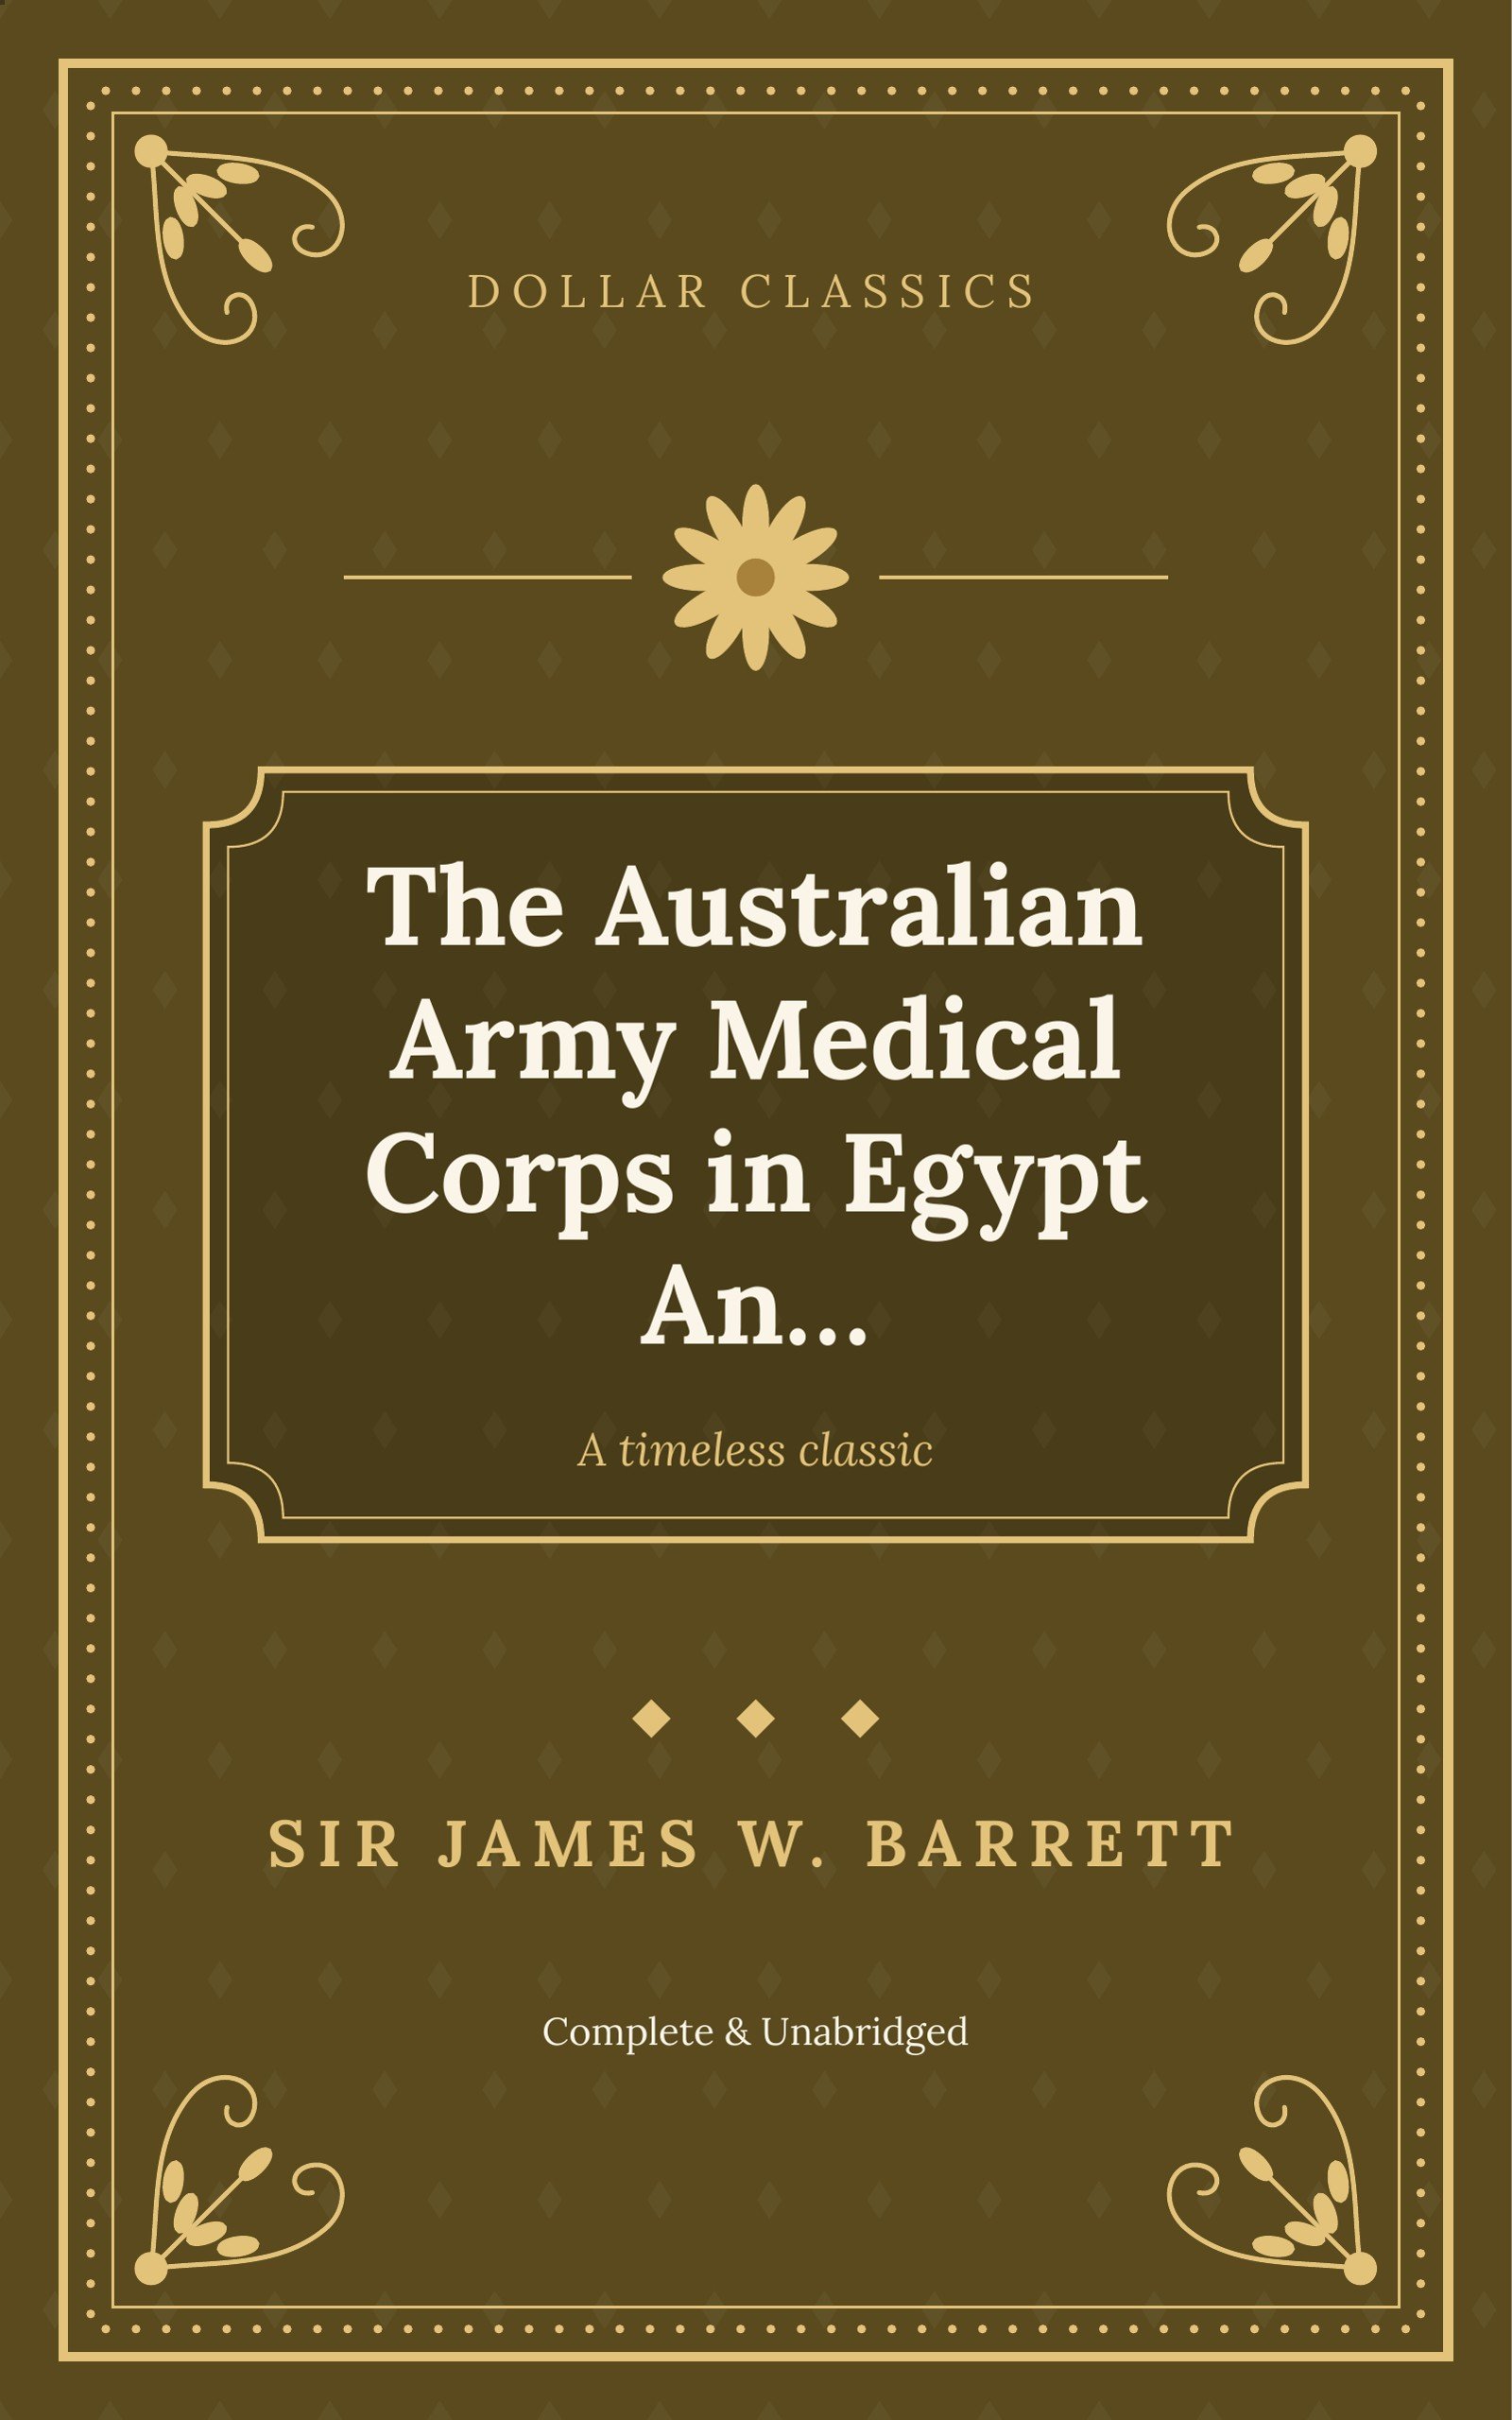 DOLLAR CLASSICS
The Australian
Army Medical
Corps in Egypt
An...
A timeless classic
SIR JAMES W. BARRETT
Complete & Unabridged